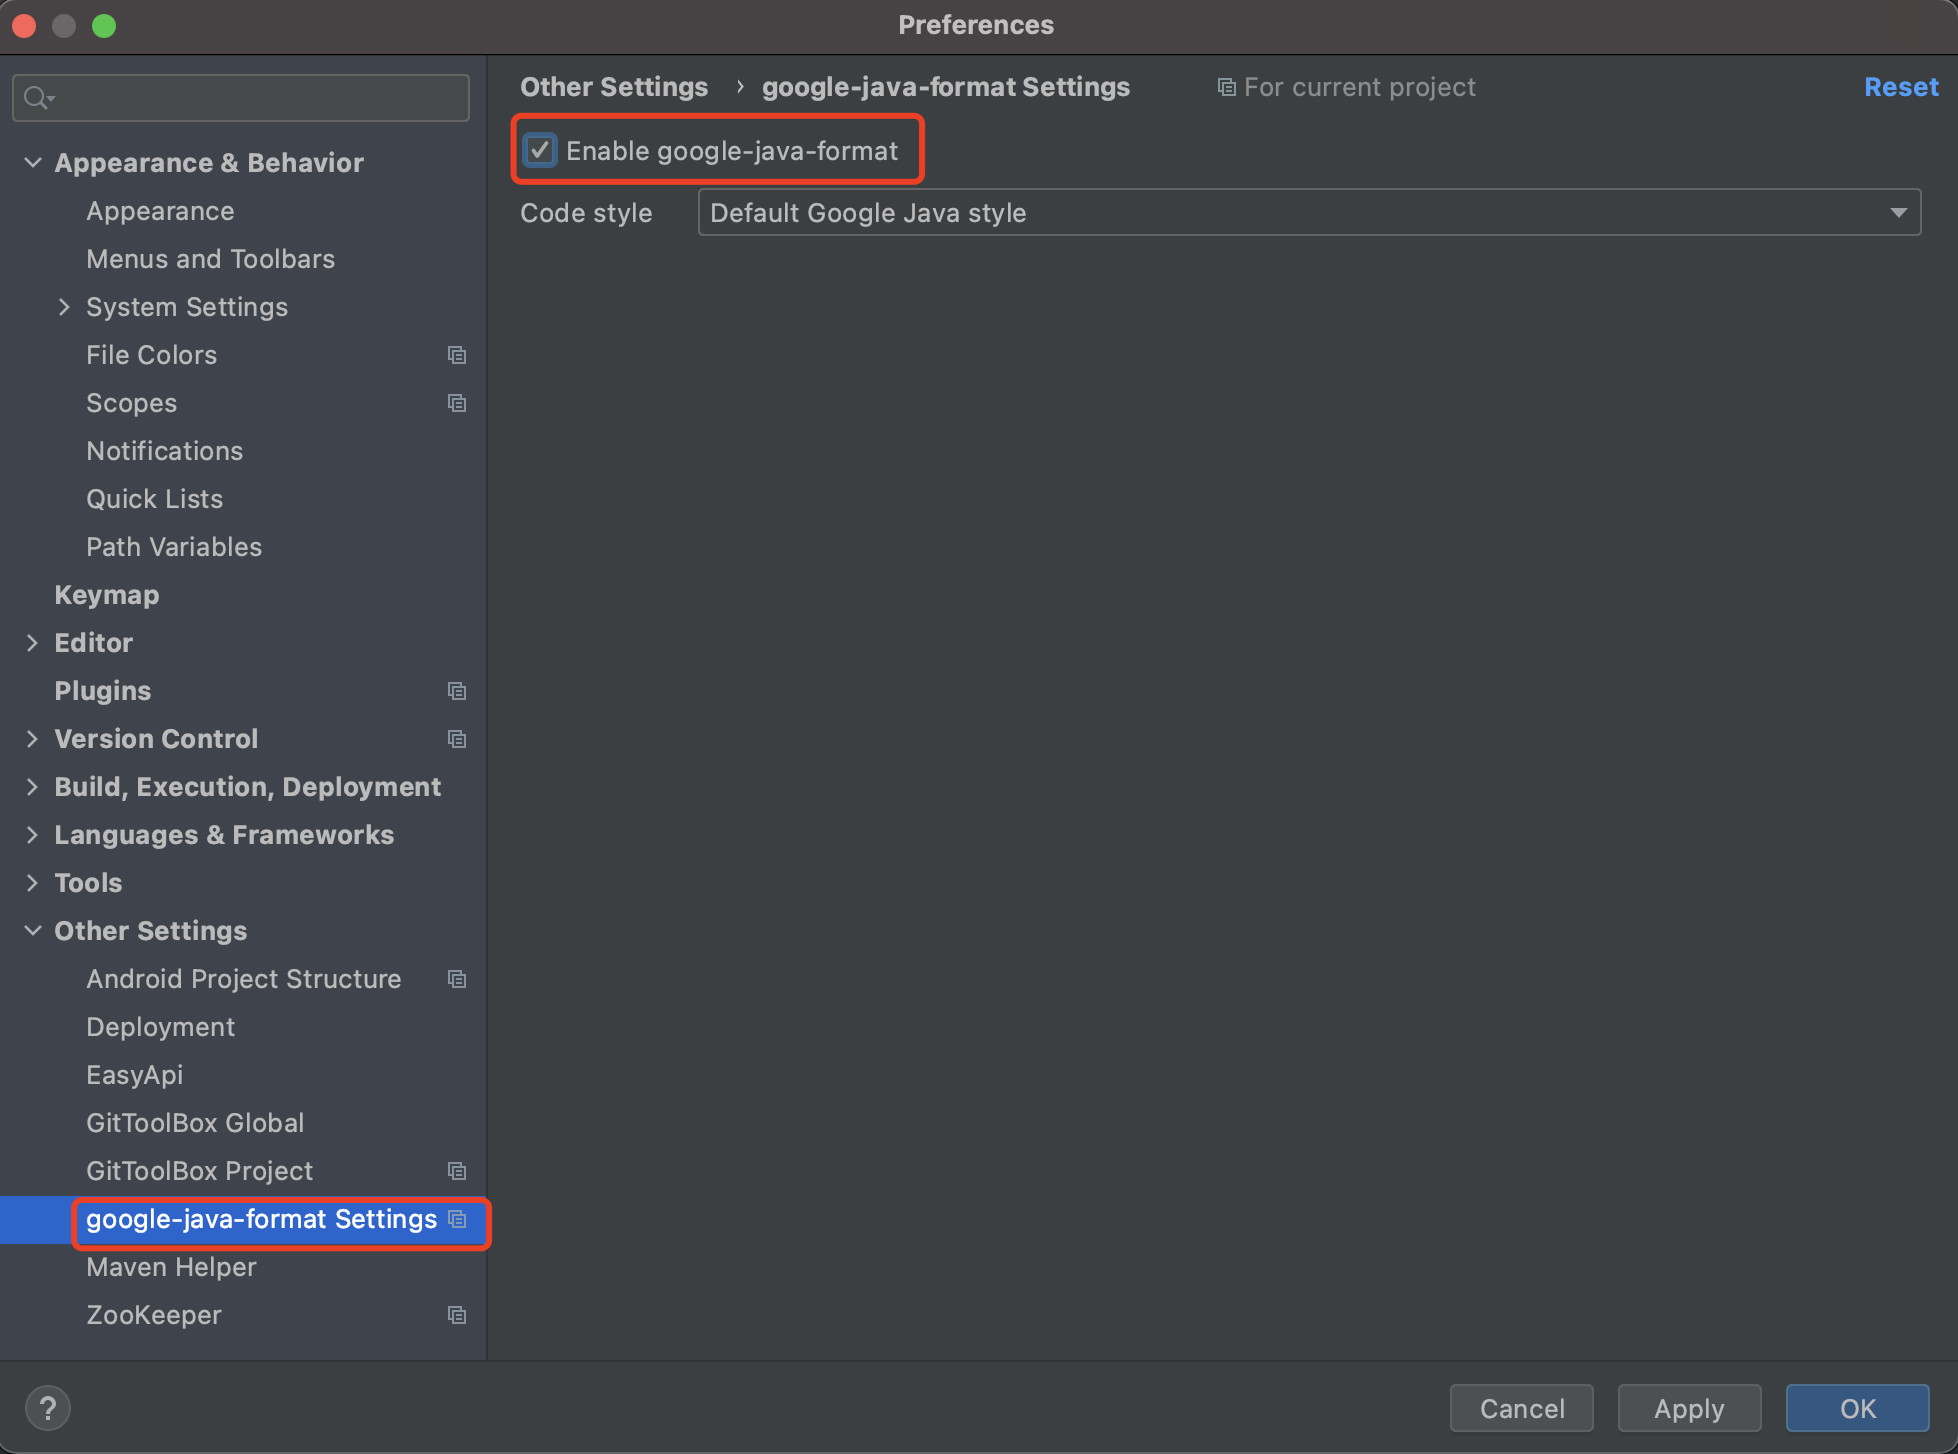 Preferences
Other Settings › google-java-format Settings For current project Reset
Enable google-java-format
Code style Default Google Java style
Appearance & Behavior
Appearance
Menus and Toolbars
System Settings
File Colors
Scopes
Notifications
Quick Lists
Path Variables
Keymap
Editor
Plugins
Version Control
Build, Execution, Deployment
Languages & Frameworks
Tools
Other Settings
Android Project Structure
Deployment
EasyApi
GitToolBox Global
GitToolBox Project
google-java-format Settings
Maven Helper
ZooKeeper
? Cancel Apply OK